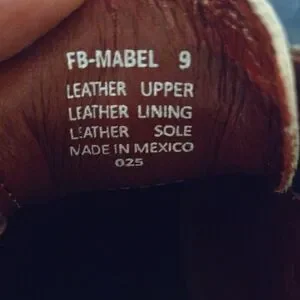 FB-MABEL 9
LEATHER UPPER
LEATHER LINING
LEATHER SOLE
MADE IN MEXICO
025